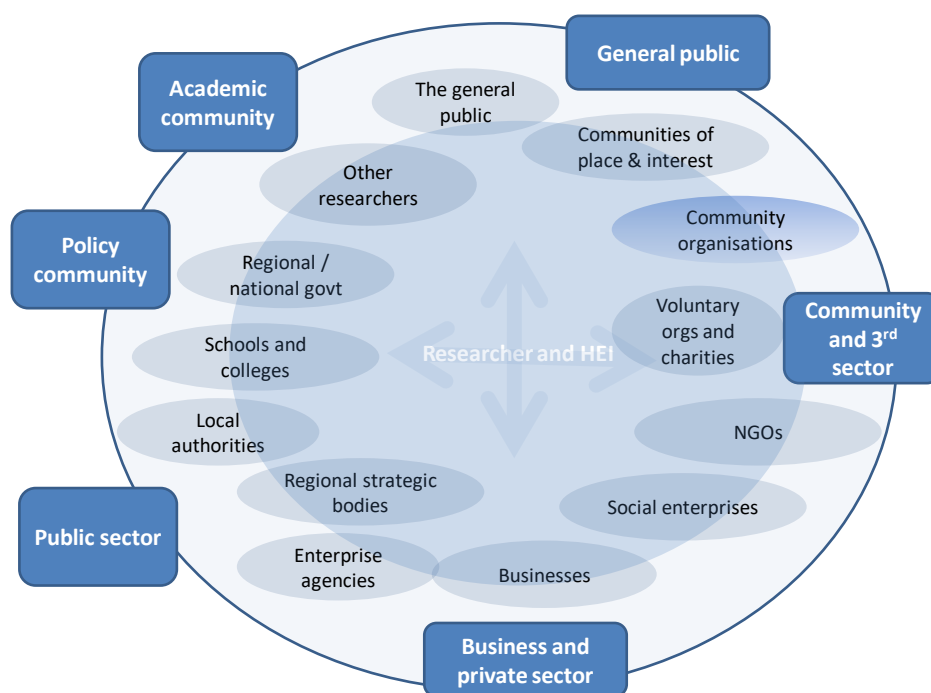 General public
Academic
community
The general
public
Communities of
place & interest
Other
researchers
Community
organisations
Policy
community
Regional /
national govt
Voluntary
orgs and
charities
Community
and 3rd
sector
Schools and
colleges
Researcher and HEI
Local
authorities
NGOs
Regional strategic
bodies
Social enterprises
Public sector
Enterprise
agencies
Businesses
Business and
private sector